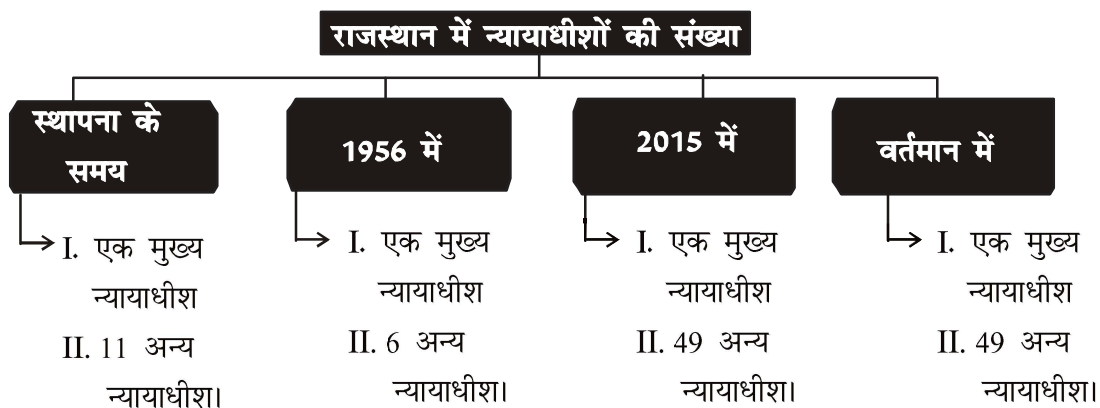 राजस्थान में न्यायाधीशों की संख्या
स्थापना के
समय
I. एक मुख्य
न्यायाधीश
II. 11 अन्य
न्यायाधीश।
1956 में
I. एक मुख्य
न्यायाधीश
II. 6 अन्य
न्यायाधीश।
2015 में
I. एक मुख्य
न्यायाधीश
II. 49 अन्य
न्यायाधीश।
वर्तमान में
I. एक मुख्य
न्यायाधीश
II. 49 अन्य
न्यायाधीश।